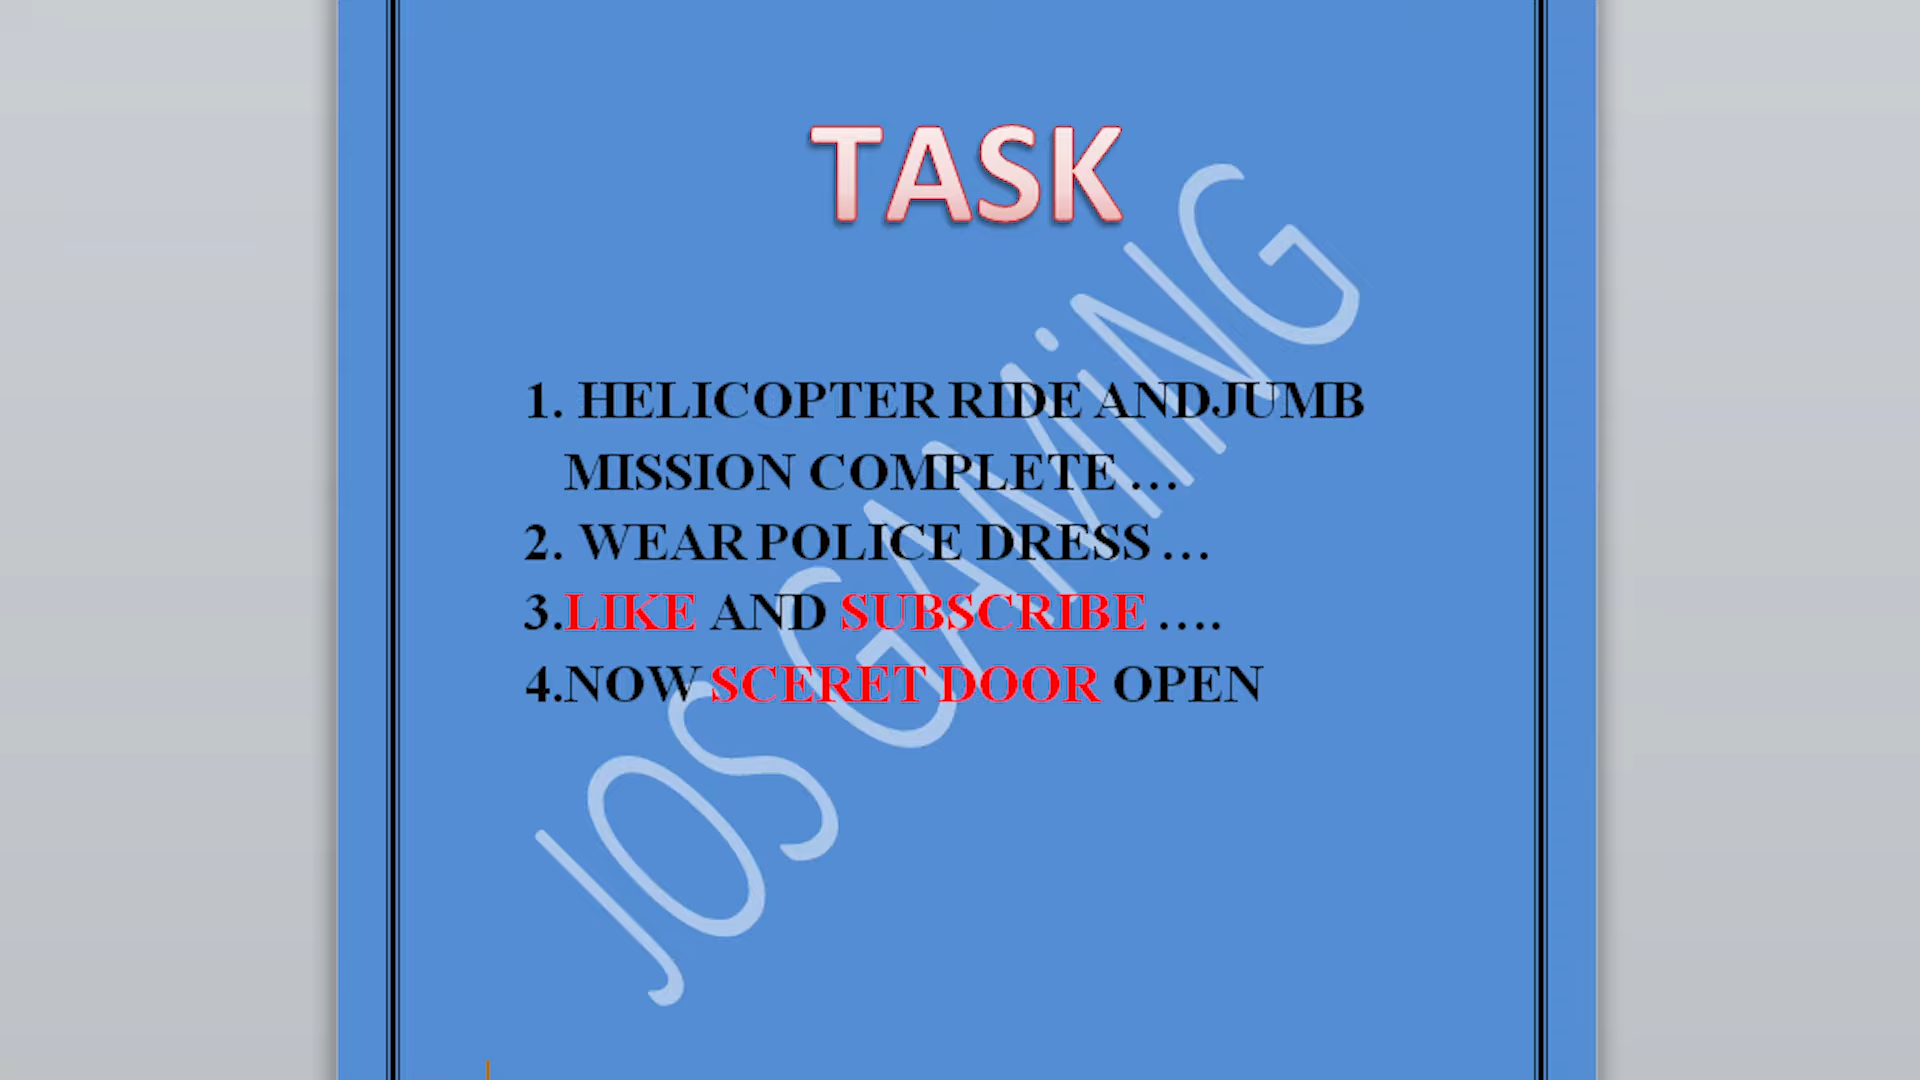 TASK
1. HELICOPTER RIDE ANDJUMB
MISSION COMPLETE ...
2. WEAR POLICE DRESS ...
3.LIKE AND SUBSCRIBE ....
4.NOW SCERET DOOR OPEN
JOS GAMiNG